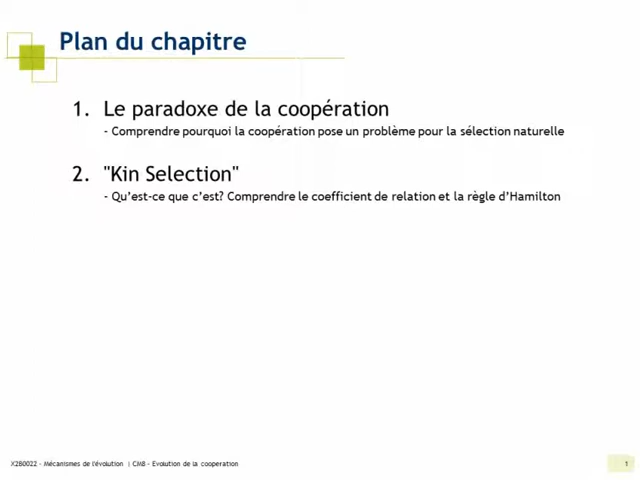 Plan du chapitre
1. Le paradoxe de la coopération
- Comprendre pourquoi la coopération pose un problème pour la sélection naturelle
2. "Kin Selection"
- Qu’est-ce que c’est? Comprendre le coefficient de relation et la règle d’Hamilton
X2B0022 - Mécanismes de l'évolution | CM8 - Evolution de la cooperation
1